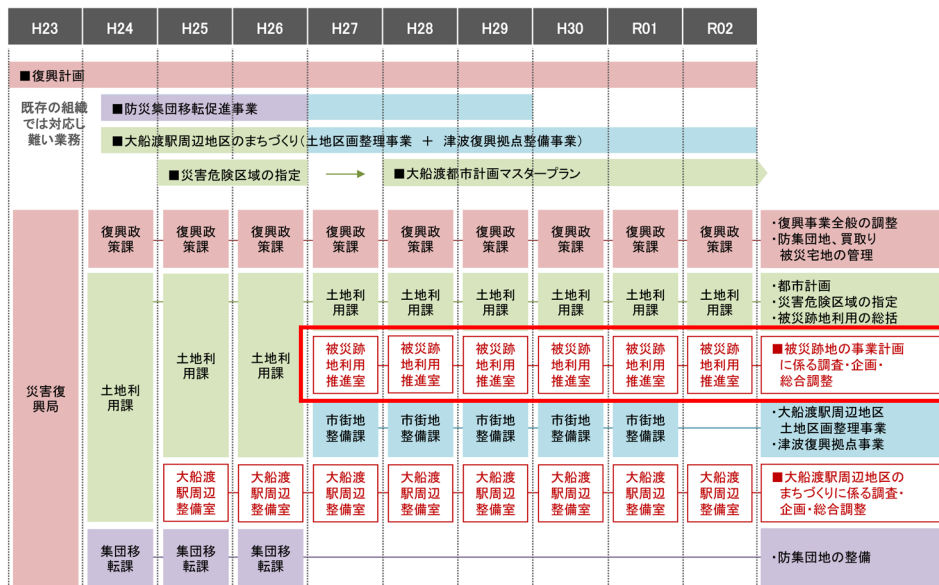 H23 H24 H25 H26 H27 H28 H29 H30 R01 R02
■復興計画
既存の組織
では対応し
難い業務
■防災集団移転促進事業
■大船渡駅周辺地区のまちづくり(土地区画整理事業 + 津波復興拠点整備事業)
■災害危険区域の指定
■大船渡都市計画マスタープラン
災害復
興局
復興政
策課
復興政
策課
復興政
策課
復興政
策課
復興政
策課
復興政
策課
復興政
策課
復興政
策課
復興政
策課
・復興事業全般の調整
・防集団地、買取り
被災宅地の管理
土地利
用課
土地利
用課
土地利
用課
土地利
用課
土地利
用課
土地利
用課
土地利
用課
土地利
用課
土地利
用課
・都市計画
・災害危険区域の指定
・被災跡地利用の総括
被災跡
地利用
推進室
被災跡
地利用
推進室
被災跡
地利用
推進室
被災跡
地利用
推進室
被災跡
地利用
推進室
被災跡
地利用
推進室
■被災跡地の事業計画
に係る調査・企画・
総合調整
市街地
整備課
市街地
整備課
市街地
整備課
市街地
整備課
市街地
整備課
・大船渡駅周辺地区
土地区画整理事業
・津波復興拠点事業
大船渡
駅周辺
整備室
大船渡
駅周辺
整備室
大船渡
駅周辺
整備室
大船渡
駅周辺
整備室
大船渡
駅周辺
整備室
大船渡
駅周辺
整備室
大船渡
駅周辺
整備室
大船渡
駅周辺
整備室
■大船渡駅周辺地区の
まちづくりに係る調査・
企画・総合調整
集団移
転課
集団移
転課
集団移
転課
・防集団地の整備